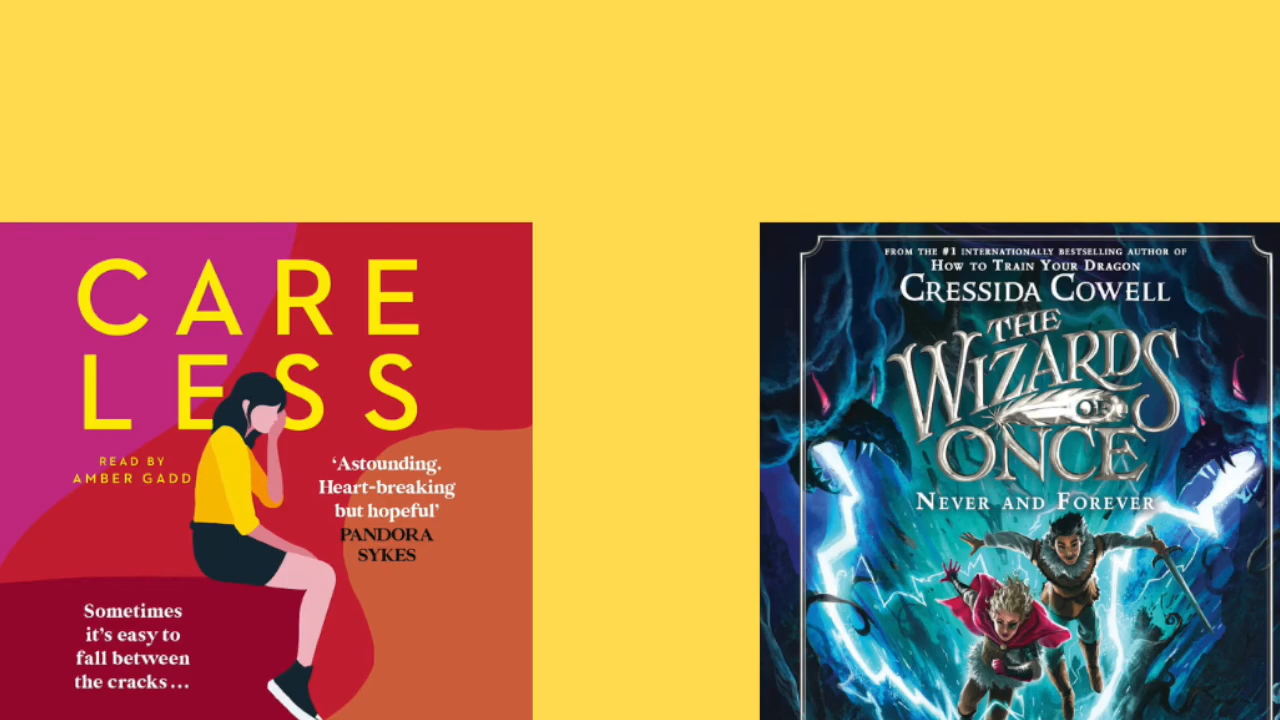 CARE
LESS
READ BY
AMBER GADD
‘Astounding.
Heart-breaking
but hopeful’
PANDORA
SYKES
Sometimes
it’s easy to
fall between
the cracks...
FROM THE #1 INTERNATIONALLY BESTSELLING AUTHOR OF
HOW TO TRAIN YOUR DRAGON
CRESSIDA COWELL
THE
WIZARDS
OF
ONCE
NEVER AND FOREVER